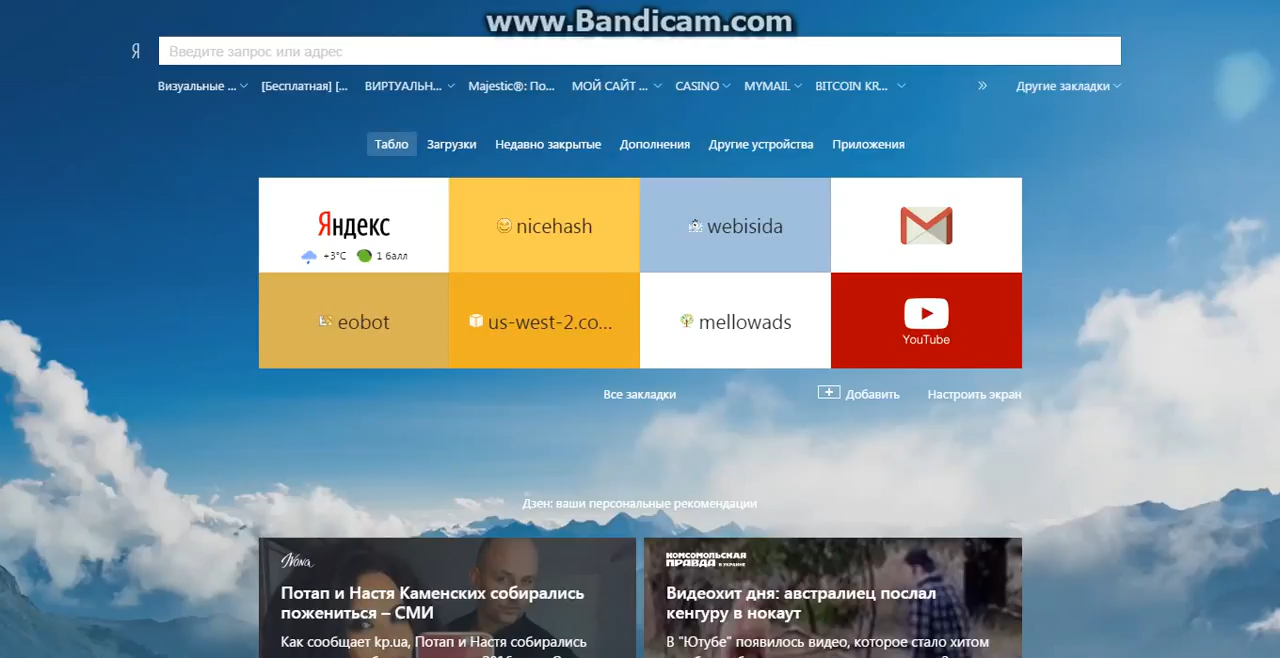 www.Bandicam.com
Я Введите запрос или адрес
Визуальные ... [Бесплатная] [... ВИРТУАЛЬН... Majestic®: По... МОЙ САЙТ ... CASINO MYMAIL BITCOIN KR... » Другие закладки
Табло Загрузки Недавно закрытые Дополнения Другие устройства Приложения
Яндекс nicehash webisida
+3°C 1 балл
eobot us-west-2.co... mellowads YouTube
Все закладки Добавить Настроить экран
Дзен: ваши персональные рекомендации
Ivona
Потап и Настя Каменских собирались
пожениться – СМИ
Как сообщает kp.ua, Потап и Настя собирались
КОМСОМОЛЬСКАЯ
ПРАВДА В УКРАИНЕ
Видеохит дня: австралиец послал
кенгуру в нокаут
В "Ютубе" появилось видео, которое стало хитом